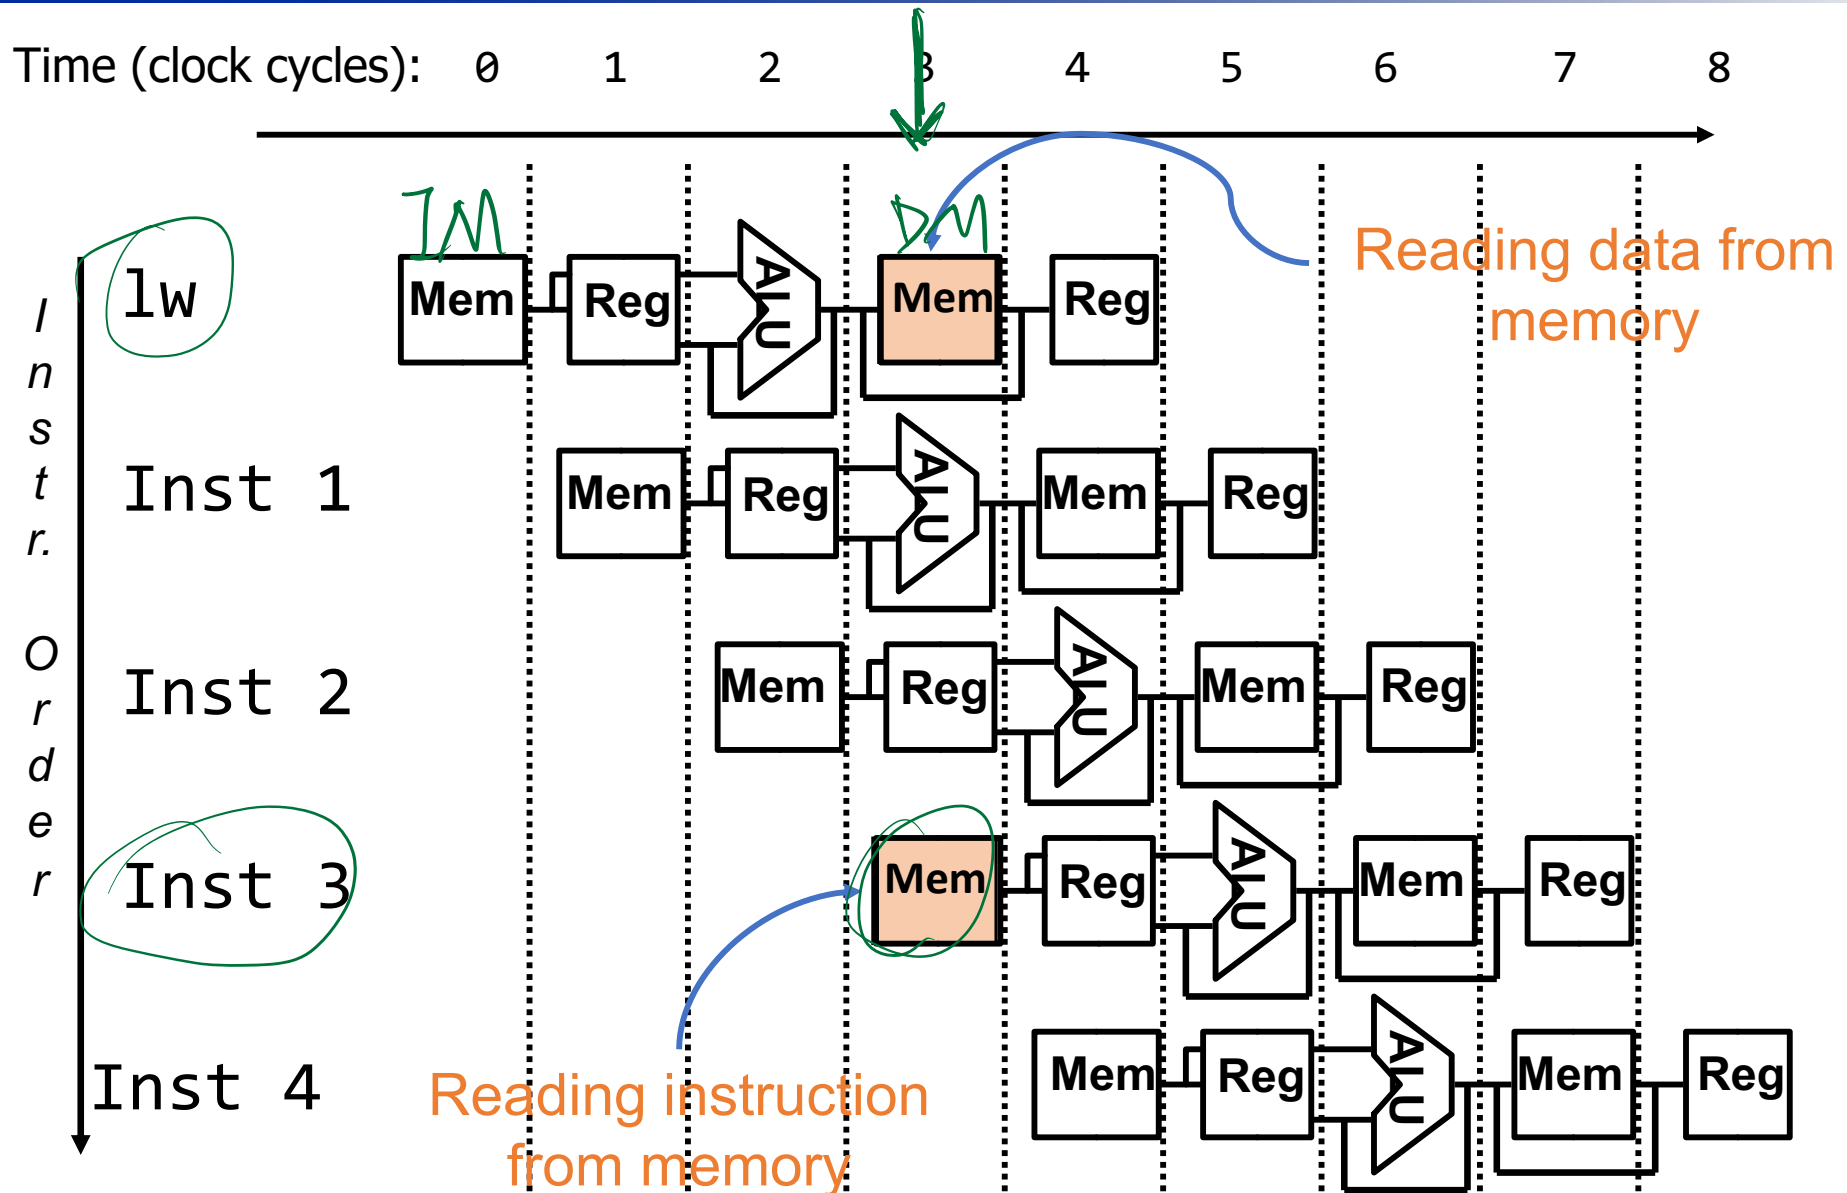 Time (clock cycles): 0 1 2 3 4 5 6 7 8
IM DM
Reading data from
memory
Instr. Order
lw Mem Reg ALU Mem Reg
Inst 1 Mem Reg ALU Mem Reg
Inst 2 Mem Reg ALU Mem Reg
Inst 3 Mem Reg ALU Mem Reg
Inst 4 Mem Reg ALU Mem Reg
Reading instruction
from memory